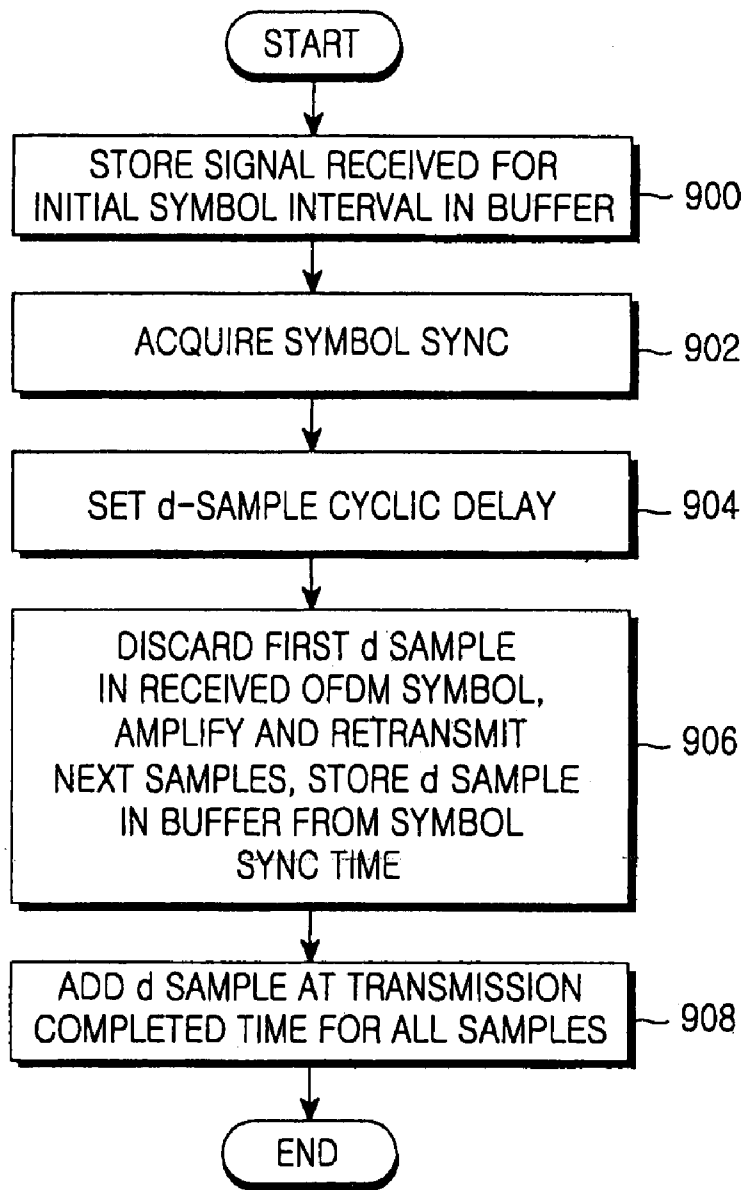 START
STORE SIGNAL RECEIVED FOR
INITIAL SYMBOL INTERVAL IN BUFFER
900
ACQUIRE SYMBOL SYNC
902
SET d-SAMPLE CYCLIC DELAY
904
DISCARD FIRST d SAMPLE
IN RECEIVED OFDM SYMBOL,
AMPLIFY AND RETRANSMIT
NEXT SAMPLES, STORE d SAMPLE
IN BUFFER FROM SYMBOL
SYNC TIME
906
ADD d SAMPLE AT TRANSMISSION
COMPLETED TIME FOR ALL SAMPLES
908
END